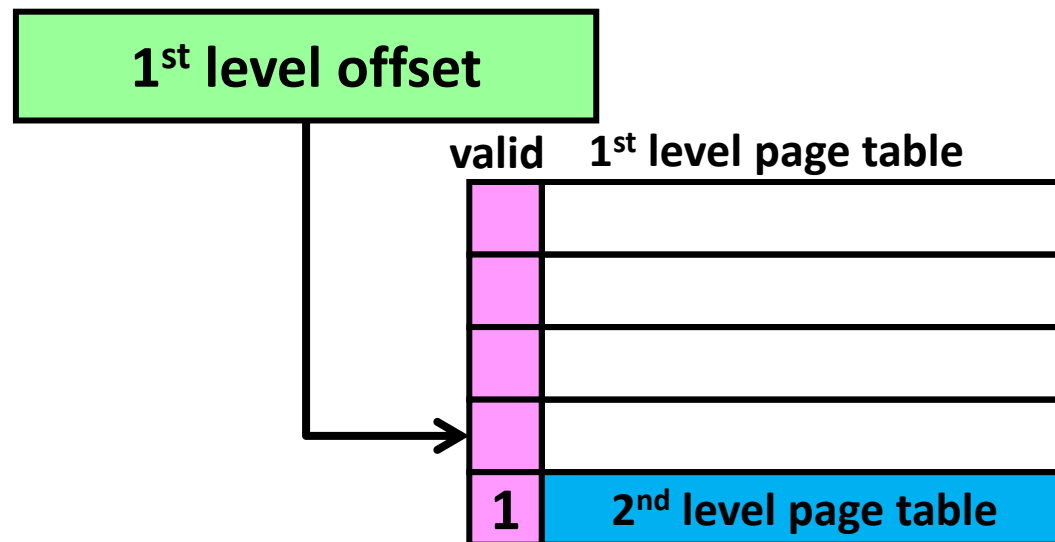 1st level offset
valid 1st level page table
1 2nd level page table